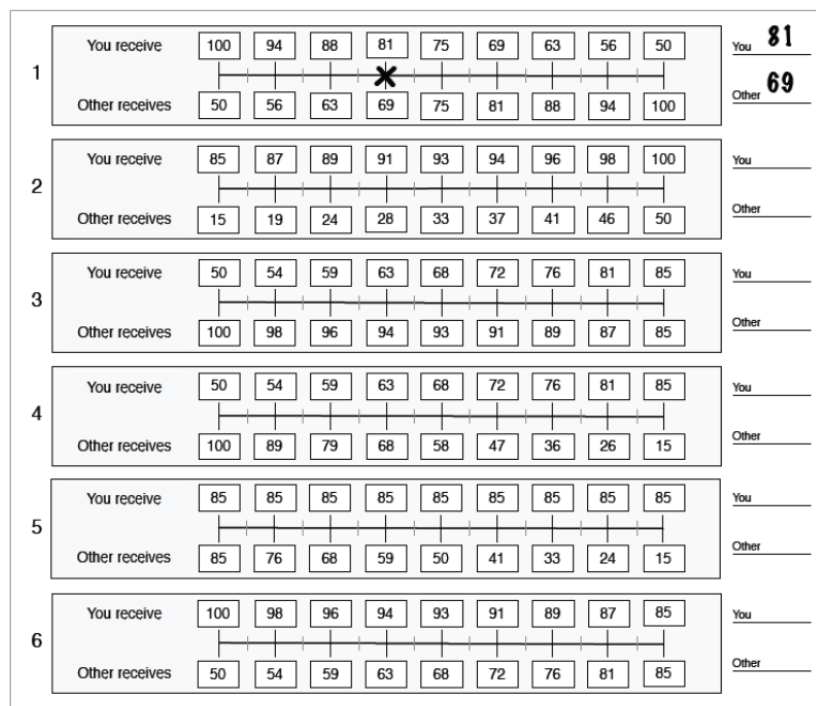 You receive 100 94 88 81 75 69 63 56 50 You 81
1
Other receives 50 56 63 69 75 81 88 94 100 Other 69
You receive 85 87 89 91 93 94 96 98 100 You
2
Other receives 15 19 24 28 33 37 41 46 50 Other
You receive 50 54 59 63 68 72 76 81 85 You
3
Other receives 100 98 96 94 93 91 89 87 85 Other
You receive 50 54 59 63 68 72 76 81 85 You
4
Other receives 100 89 79 68 58 47 36 26 15 Other
You receive 85 85 85 85 85 85 85 85 85 You
5
Other receives 85 76 68 59 50 41 33 24 15 Other
You receive 100 98 96 94 93 91 89 87 85 You
6
Other receives 50 54 59 63 68 72 76 81 85 Other